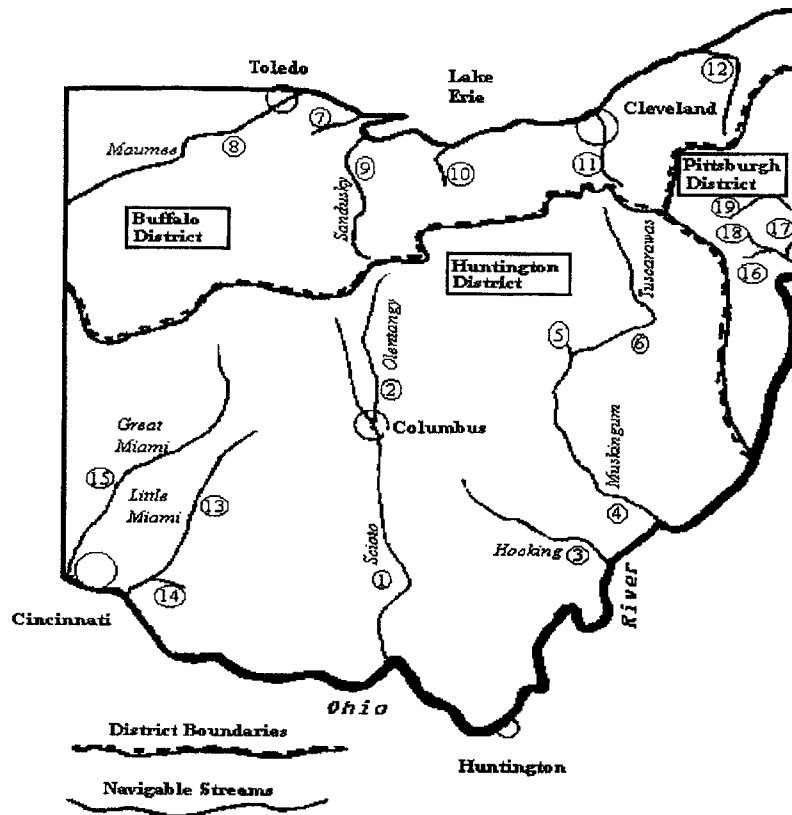 Toledo
Lake
Erie
12
Cleveland
7
Maumee
8
9
10
11
Pittsburgh
District
19
18
17
16
Buffalo
District
Sandusky
Huntington
District
Tuscarawas
Olentangy
5
6
2
Columbus
Great
Miami
15
Little
Miami
13
Muskingum
4
Scioto
Hocking
3
1
14
River
Cincinnati
Ohio
District Boundaries
Huntington
Navigable Streams